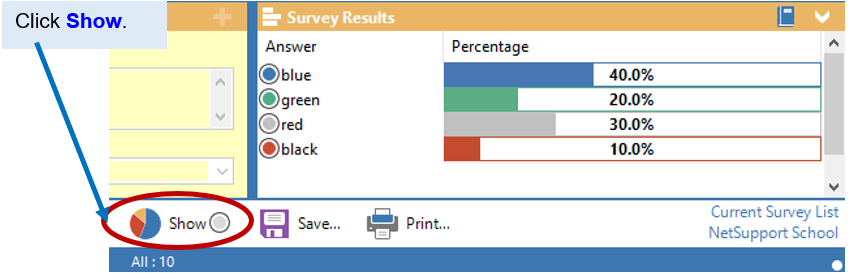 Click Show.
Survey Results
Answer Percentage
blue 40.0%
green 20.0%
red 30.0%
black 10.0%
Show Save... Print...
Current Survey List
NetSupport School
All : 10